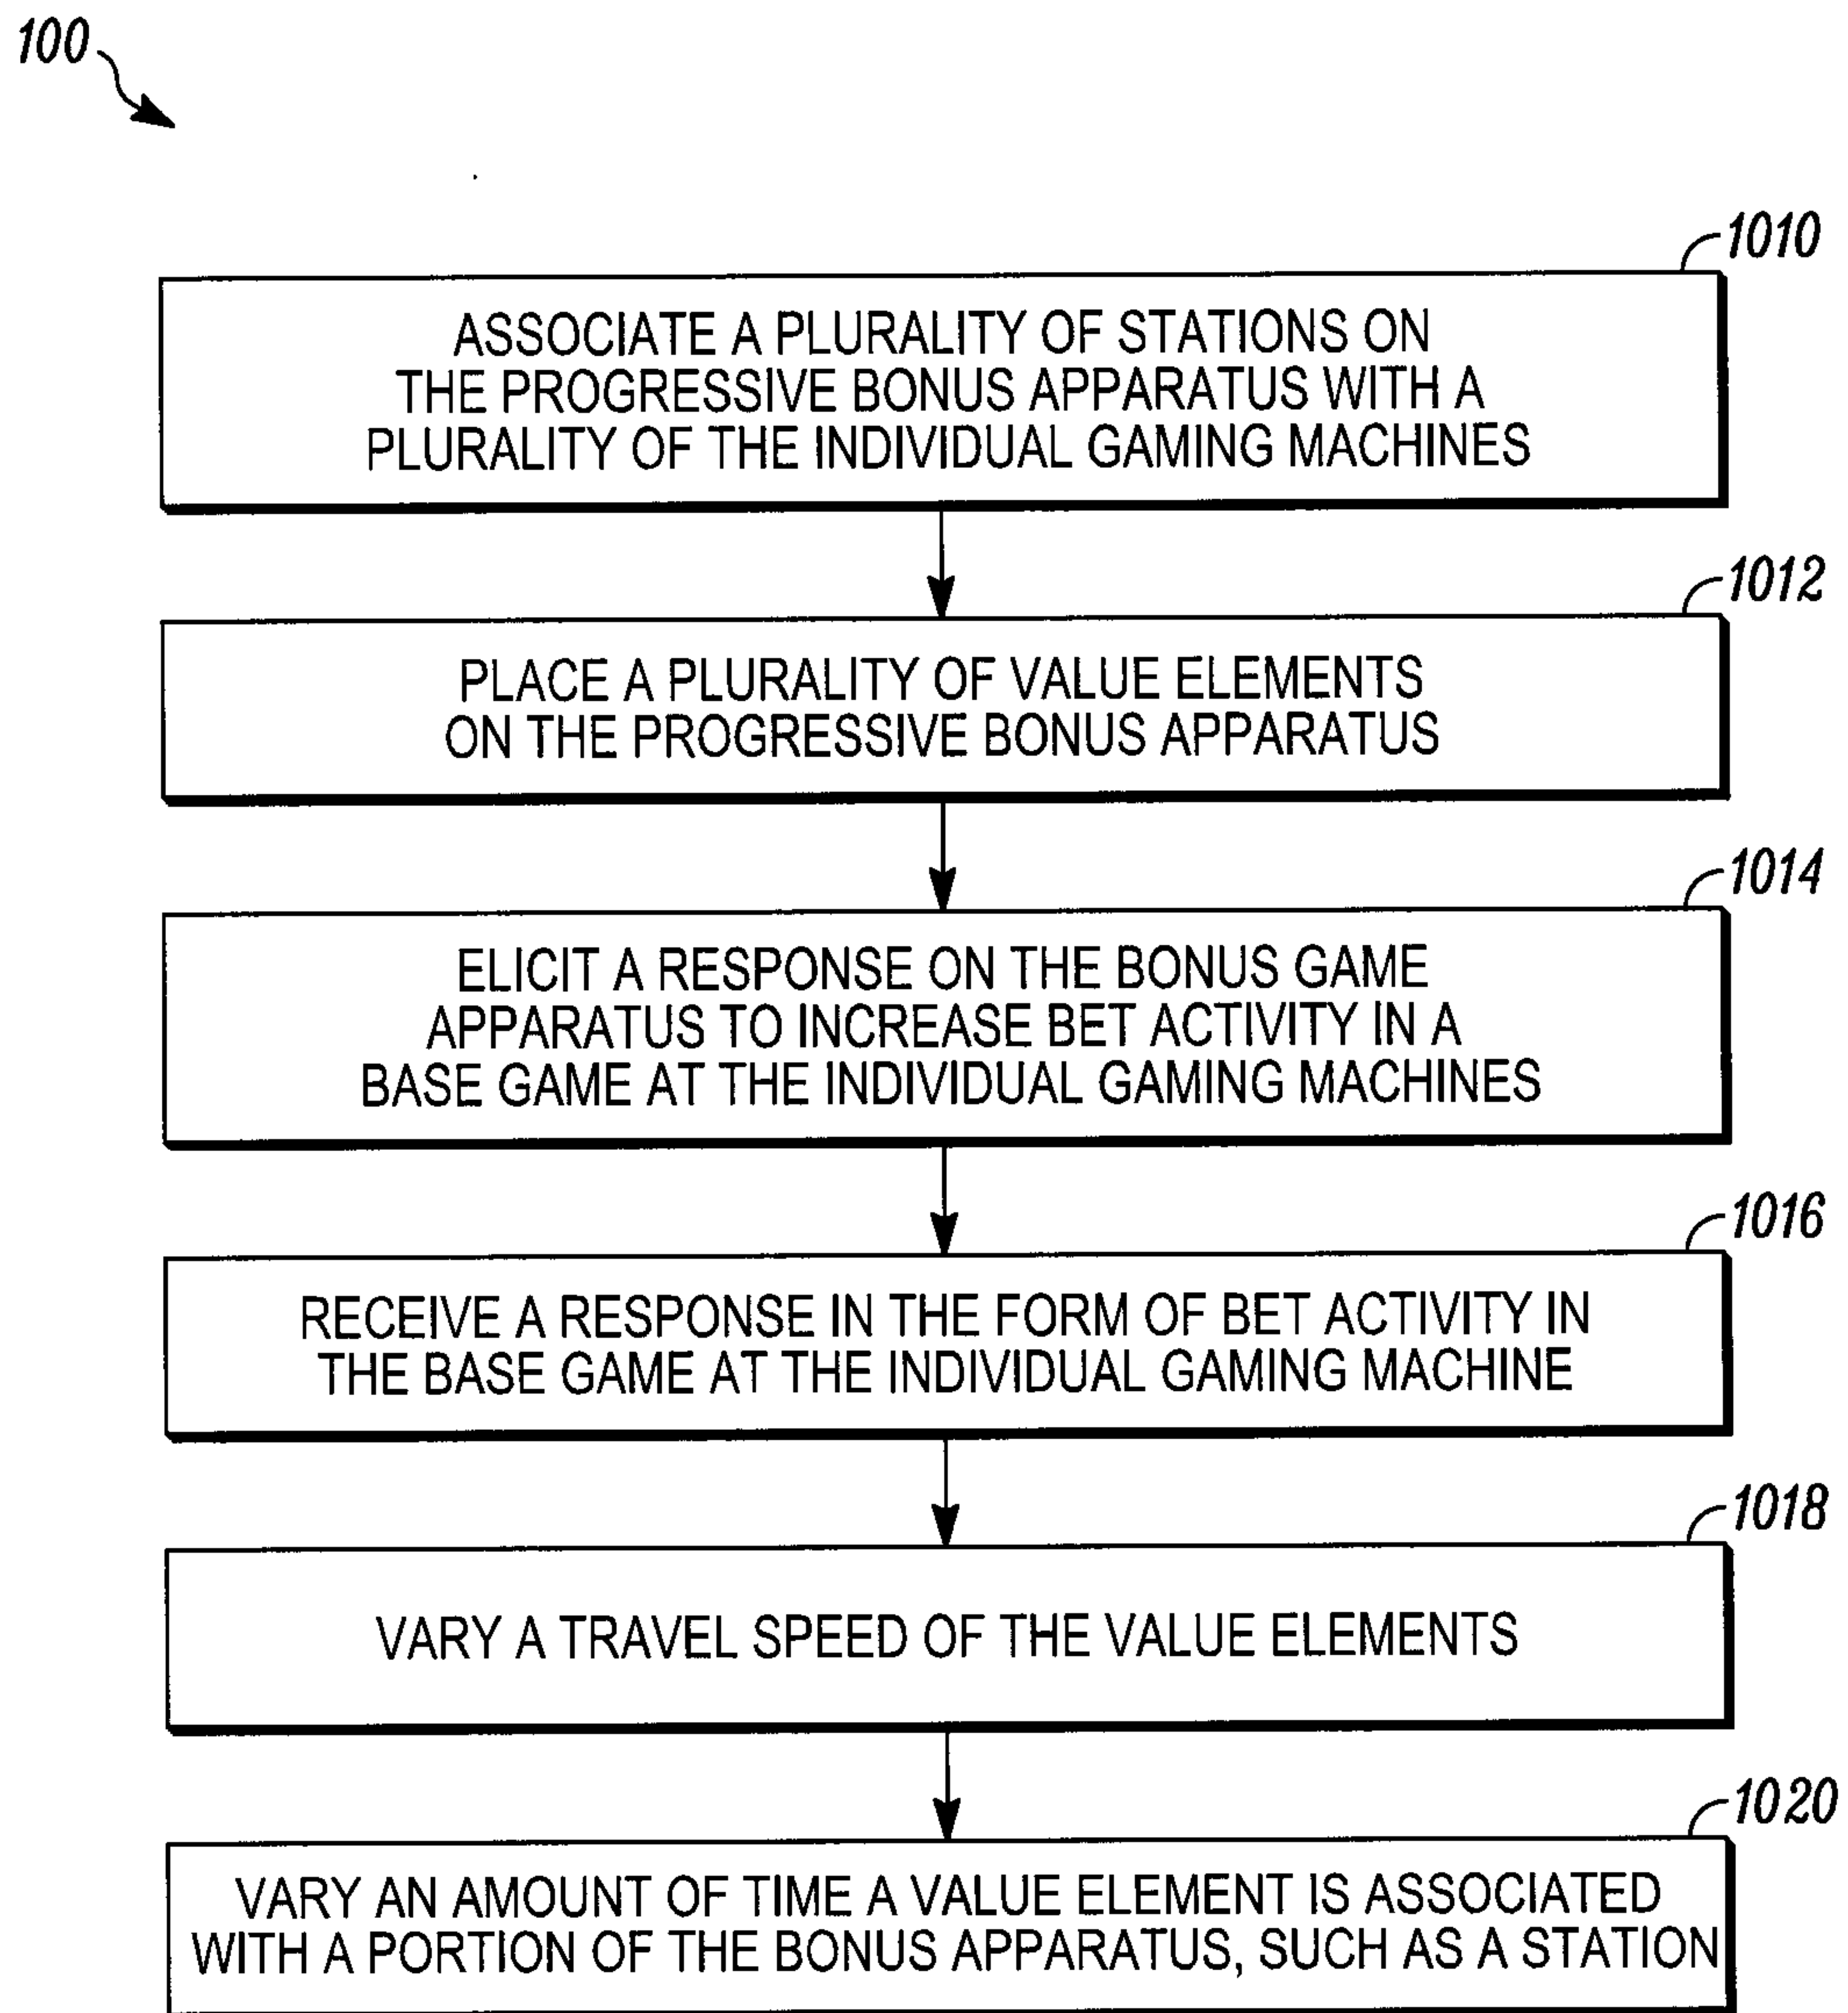 100
1010
ASSOCIATE A PLURALITY OF STATIONS ON
THE PROGRESSIVE BONUS APPARATUS WITH A
PLURALITY OF THE INDIVIDUAL GAMING MACHINES
1012
PLACE A PLURALITY OF VALUE ELEMENTS
ON THE PROGRESSIVE BONUS APPARATUS
1014
ELICIT A RESPONSE ON THE BONUS GAME
APPARATUS TO INCREASE BET ACTIVITY IN A
BASE GAME AT THE INDIVIDUAL GAMING MACHINES
1016
RECEIVE A RESPONSE IN THE FORM OF BET ACTIVITY IN
THE BASE GAME AT THE INDIVIDUAL GAMING MACHINE
1018
VARY A TRAVEL SPEED OF THE VALUE ELEMENTS
1020
VARY AN AMOUNT OF TIME A VALUE ELEMENT IS ASSOCIATED
WITH A PORTION OF THE BONUS APPARATUS, SUCH AS A STATION